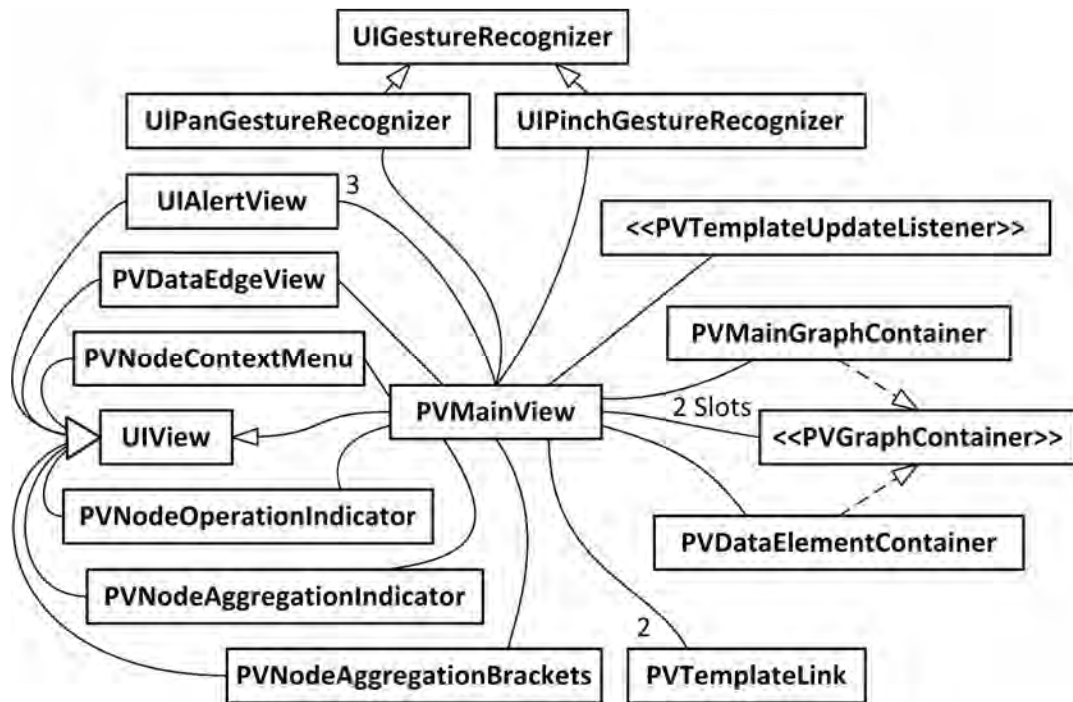 UIGestureRecognizer
UIPanGestureRecognizer
UIPinchGestureRecognizer
UIAlertView
3
<<PVTemplateUpdateListener>>
PVDataEdgeView
PVMainGraphContainer
PVNodeContextMenu
PVMainView
2 Slots
UIView
<<PVGraphContainer>>
PVNodeOperationIndicator
PVDataElementContainer
PVNodeAggregationIndicator
2
PVNodeAggregationBrackets
PVTemplateLink